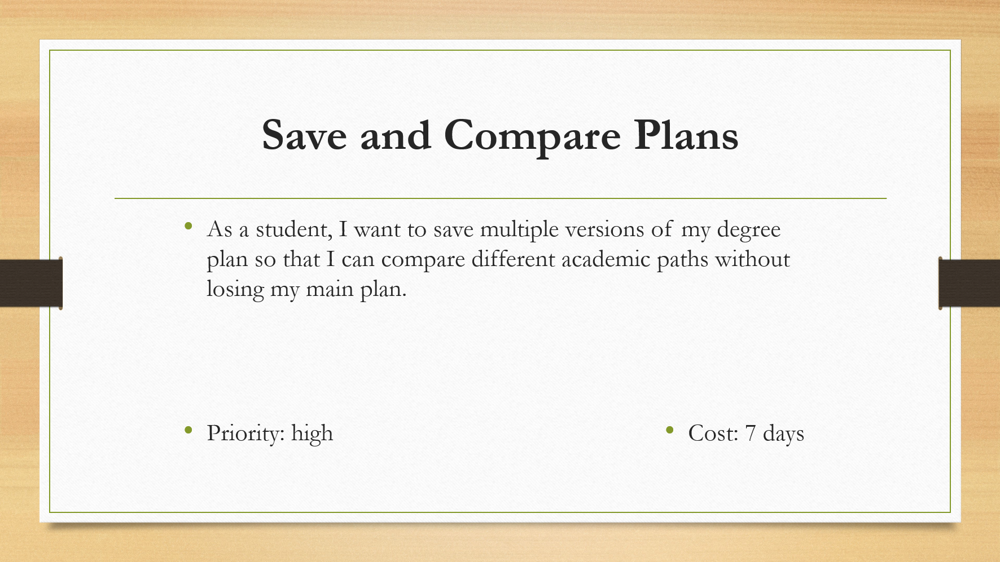 Save and Compare Plans
• As a student, I want to save multiple versions of my degree
plan so that I can compare different academic paths without
losing my main plan.
• Priority: high
• Cost: 7 days